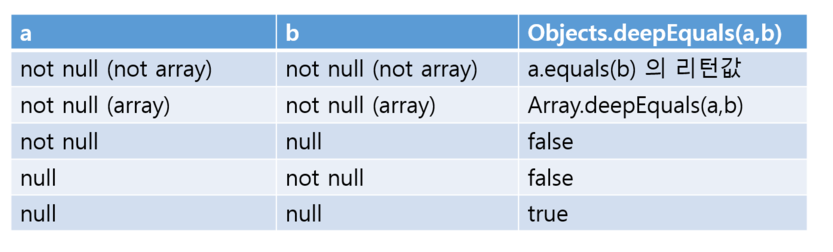 a b Objects.deepEquals(a,b)
not null (not array) not null (not array) a.equals(b) 의 리턴값
not null (array) not null (array) Array.deepEquals(a,b)
not null null false
null not null false
null null true